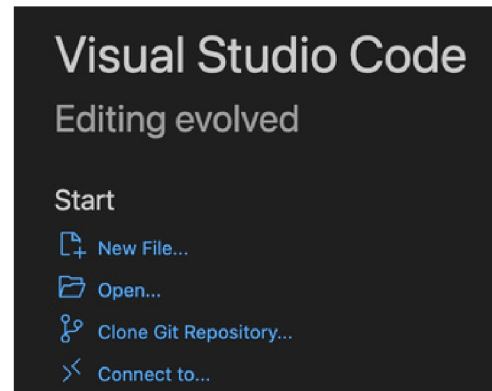 Visual Studio Code
Editing evolved
Start
New File...
Open...
Clone Git Repository...
Connect to...